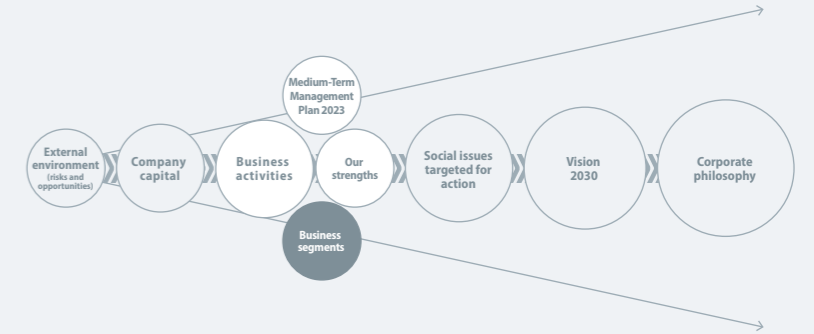 External
environment
(risks and
opportunities)
Company
capital
Business
activities
Medium-Term
Management
Plan 2023
Our
strengths
Business
segments
Social issues
targeted for
action
Vision
2030
Corporate
philosophy